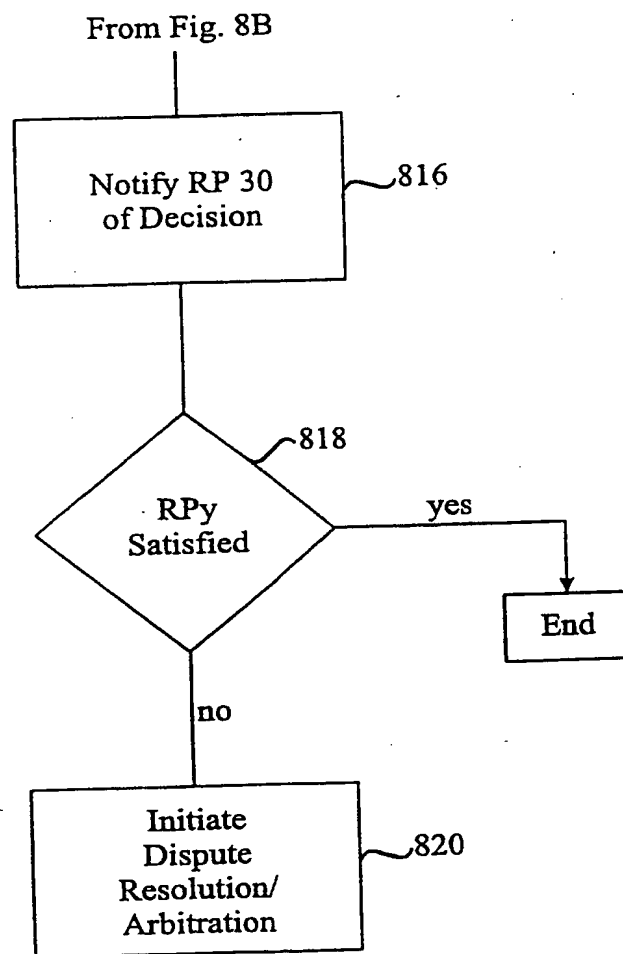 From Fig. 8B
Notify RP 30
of Decision
816
818
RPy
Satisfied
yes
End
no
Initiate
Dispute
Resolution/
Arbitration
820